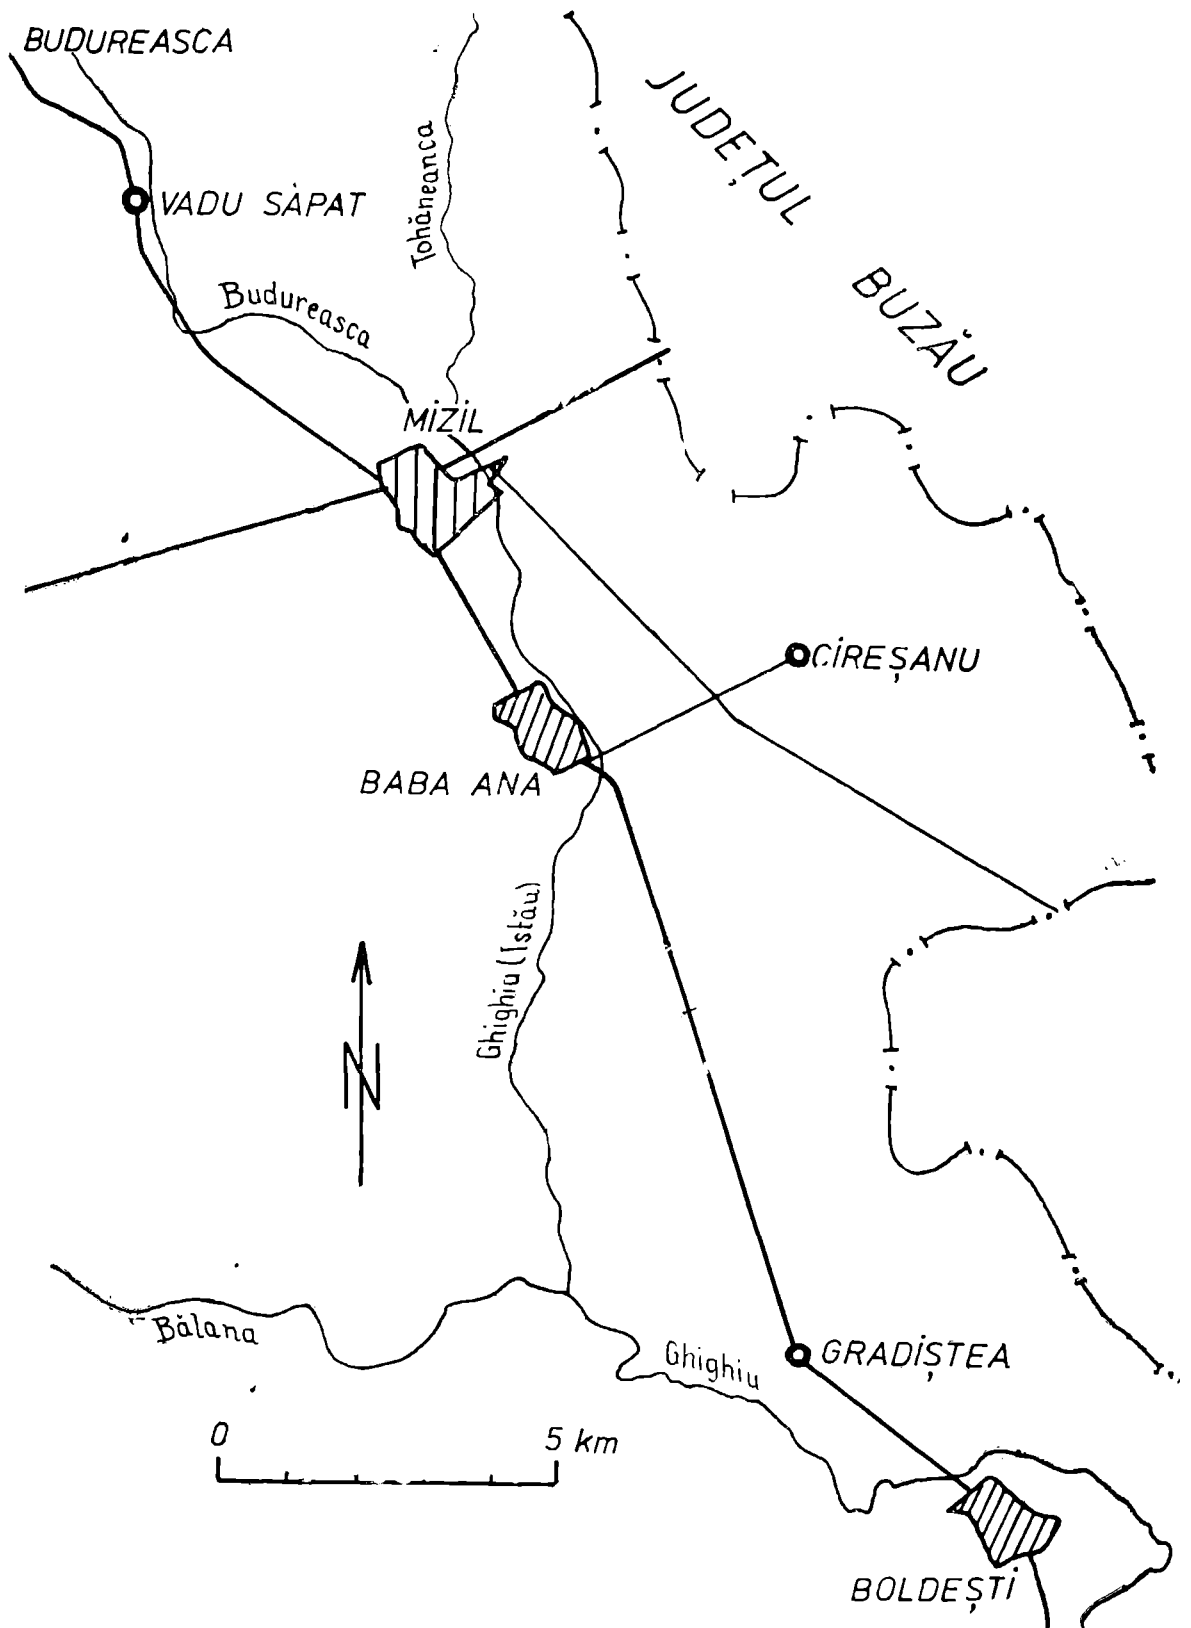 BUDUREASCA
JUDEȚUL
BUZĂU
Tohăneanca
VADU SĂPAT
Budureasca
MIZIL
CIREȘANU
BABA ANA
Ghighiu (Istău)
N
Bălana
Ghighiu
GRADIȘTEA
0 5 km
BOLDEȘTI